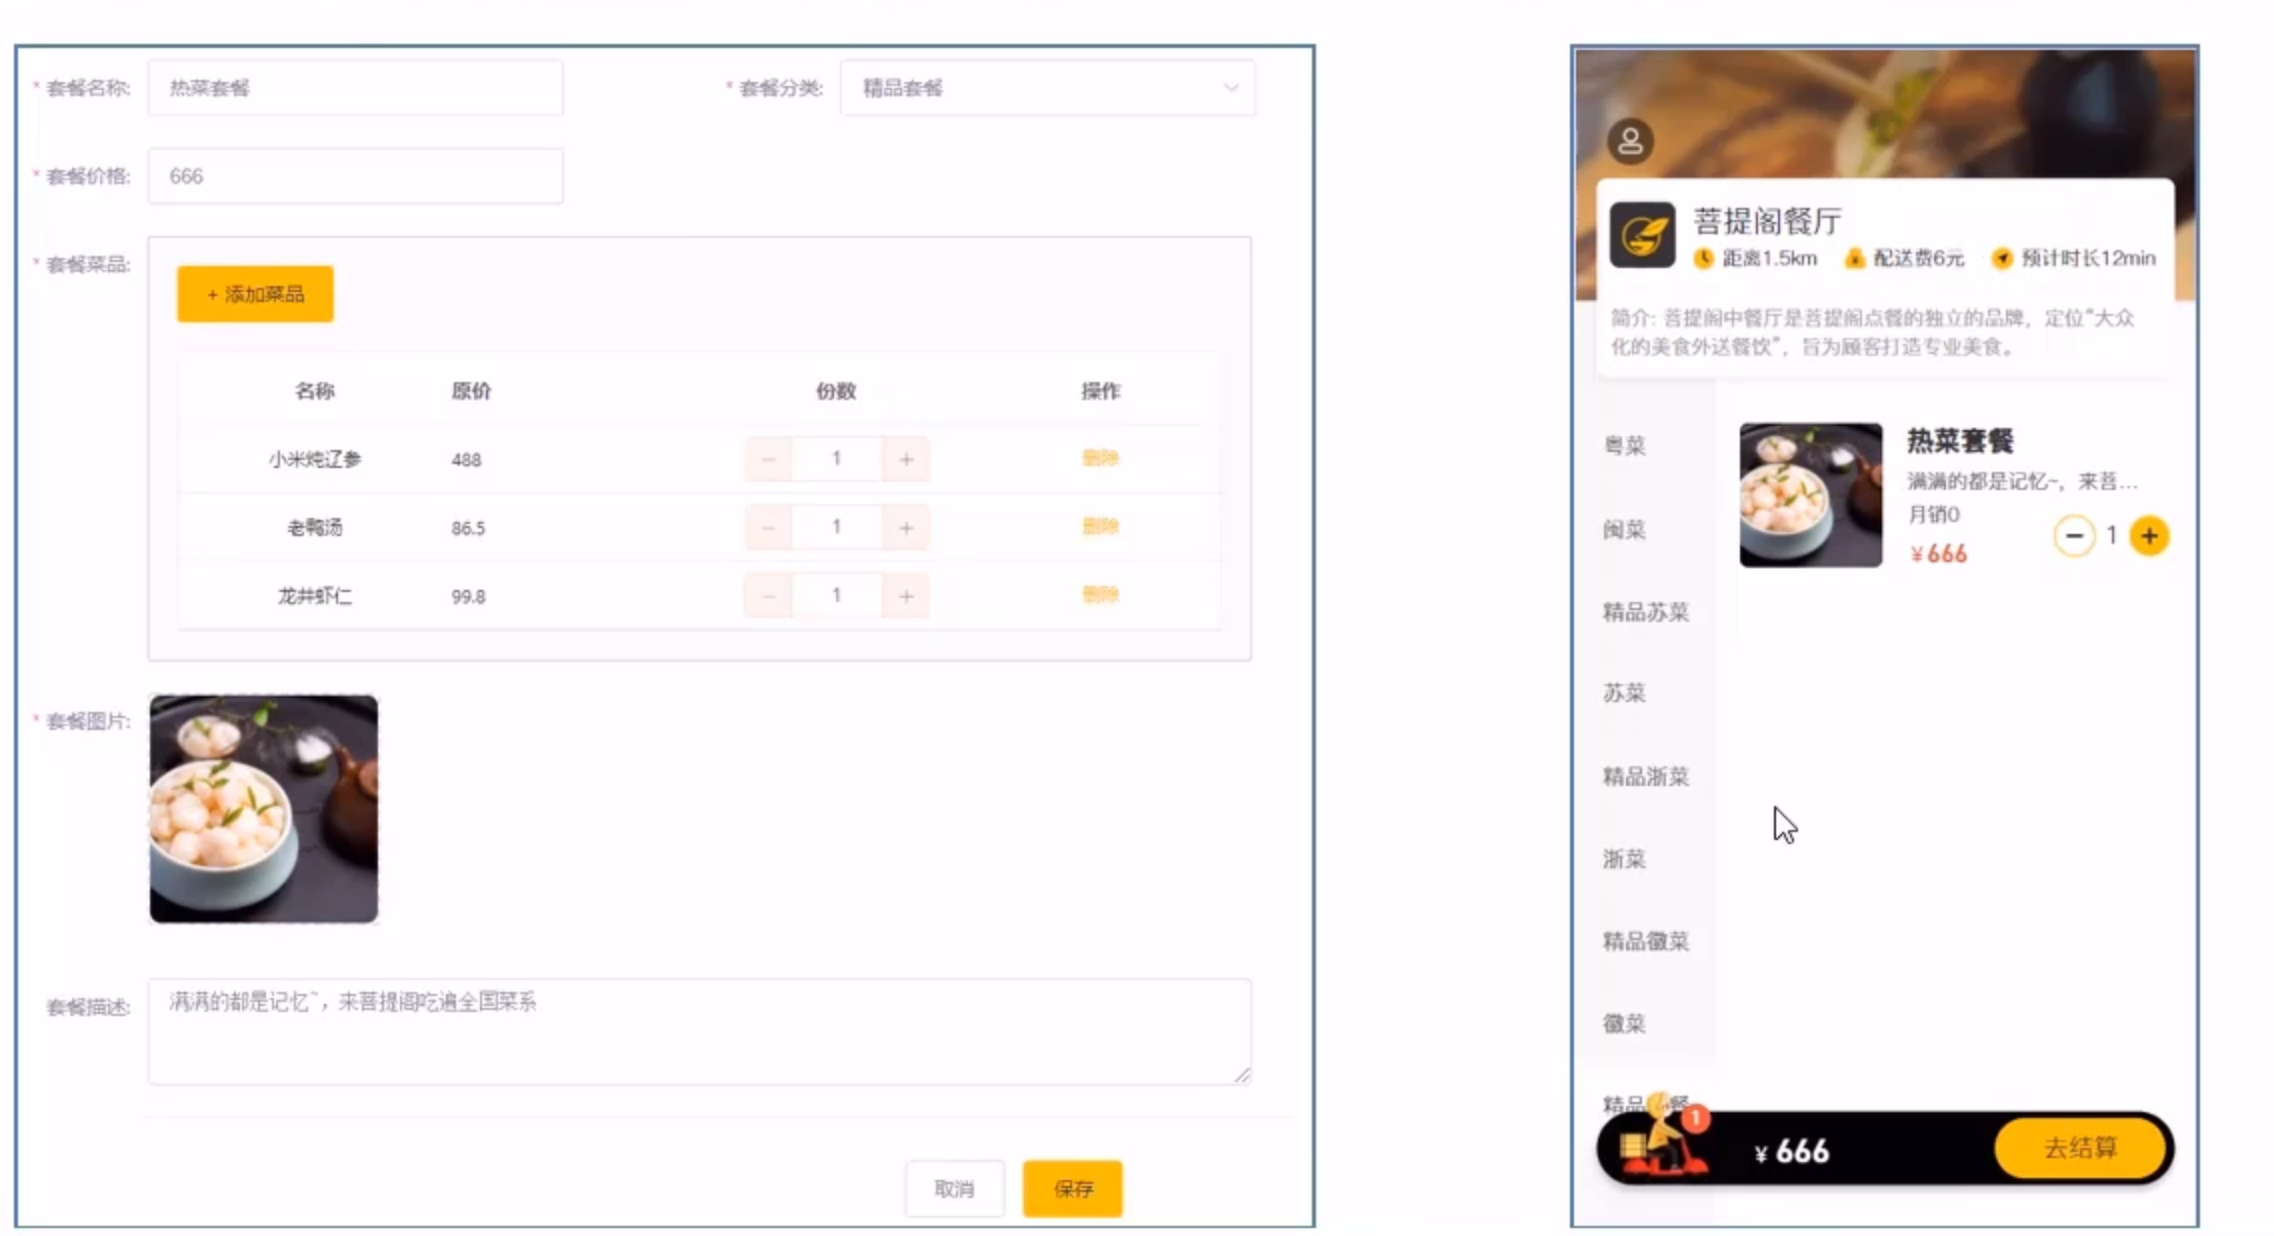 * 套餐名称: 热菜套餐
* 套餐分类: 精品套餐
* 套餐价格: 666
* 套餐菜品:
+ 添加菜品
名称 原价 份数 操作
小米炖辽参 488 − 1 + 删除
老鸭汤 86.5 − 1 + 删除
龙井虾仁 99.8 − 1 + 删除
* 套餐图片:
套餐描述: 满满的都是记忆~，来菩提阁吃遍全国菜系
取消 保存
菩提阁餐厅
距离1.5km 配送费6元 预计时长12min
简介: 菩提阁中餐厅是菩提阁点餐的独立的品牌，定位“大众
化的美食外送餐饮”，旨为顾客打造专业美食。
粤菜
闽菜
精品苏菜
苏菜
精品浙菜
浙菜
精品徽菜
徽菜
精品 餐
热菜套餐
满满的都是记忆~，来菩...
月销0
¥666
− 1 +
1
¥ 666
去结算